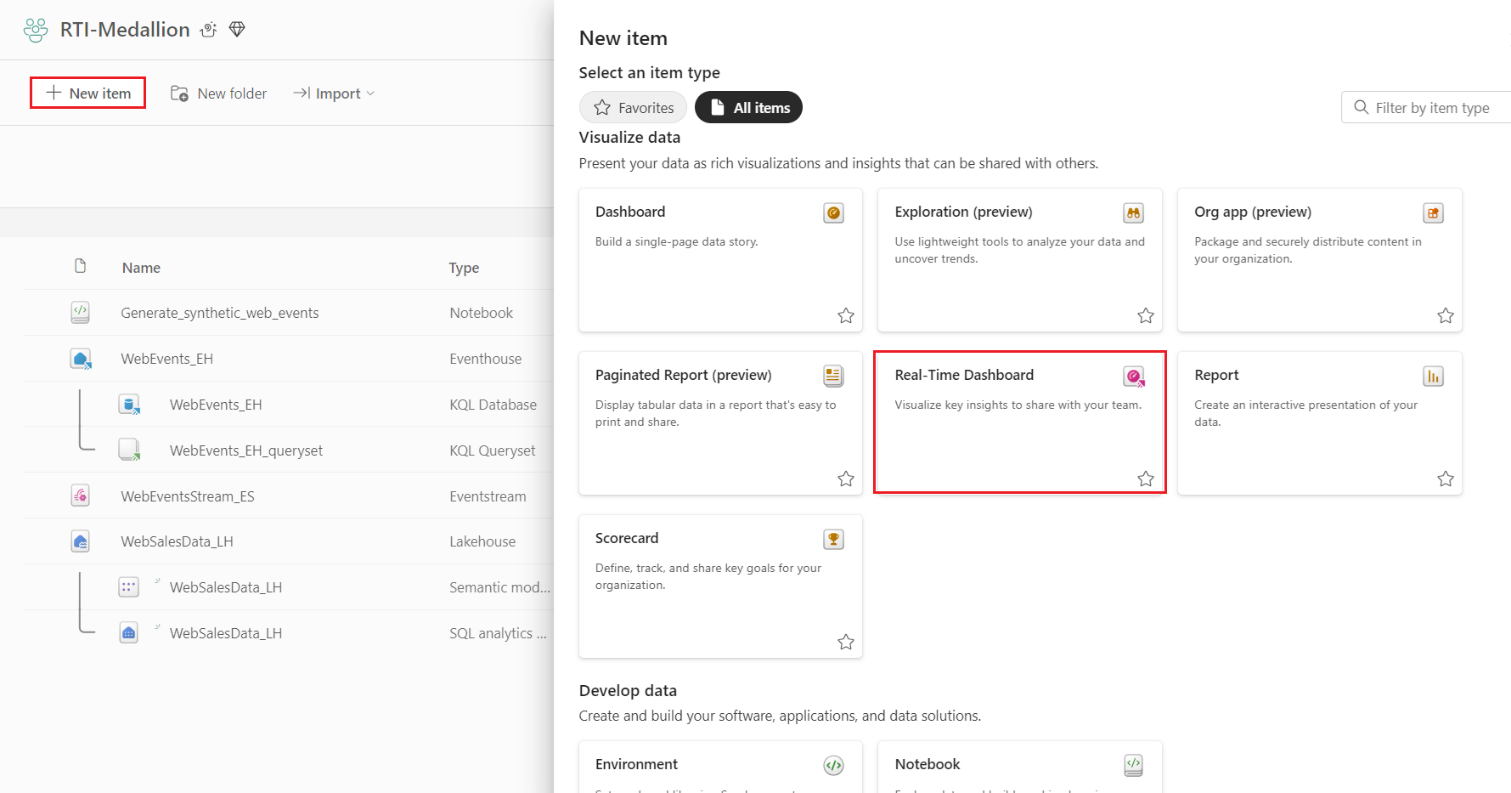 RTI-Medallion
New item
New folder
Import
Name
Type
Generate_synthetic_web_events
Notebook
WebEvents_EH
Eventhouse
WebEvents_EH
KQL Database
WebEvents_EH_queryset
KQL Queryset
WebEventsStream_ES
Eventstream
WebSalesData_LH
Lakehouse
WebSalesData_LH
Semantic mod...
WebSalesData_LH
SQL analytics ...
New item
Select an item type
Favorites
All items
Filter by item type
Visualize data
Present your data as rich visualizations and insights that can be shared with others.
Dashboard
Build a single-page data story.
Exploration (preview)
Use lightweight tools to analyze your data and
uncover trends.
Org app (preview)
Package and securely distribute content in
your organization.
Paginated Report (preview)
Display tabular data in a report that's easy to
print and share.
Real-Time Dashboard
Visualize key insights to share with your team.
Report
Create an interactive presentation of your
data.
Scorecard
Define, track, and share key goals for your
organization.
Develop data
Create and build your software, applications, and data solutions.
Environment
Notebook